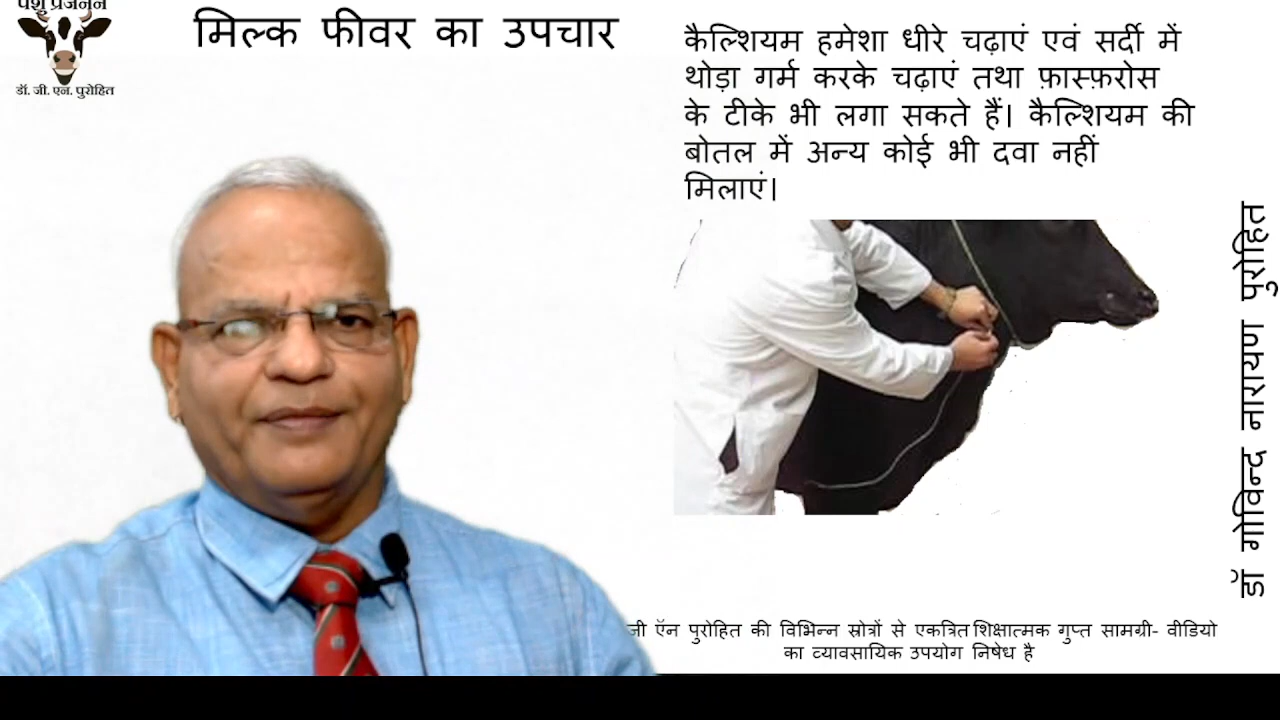 पशु प्रजनन
डॉ. जी. एन. पुरोहित
मिल्क फीवर का उपचार
कैल्शियम हमेशा धीरे चढ़ाएं एवं सर्दी में
थोड़ा गर्म करके चढ़ाएं तथा फ़ास्फ़रोस
के टीके भी लगा सकते हैं। कैल्शियम की
बोतल में अन्य कोई भी दवा नहीं
मिलाएं।
डॉ गोविन्द नारायण पुरोहित
जी ऍन पुरोहित की विभिन्न स्रोत्रों से एकत्रित शिक्षात्मक गुप्त सामग्री- वीडियो
का व्यावसायिक उपयोग निषेध है